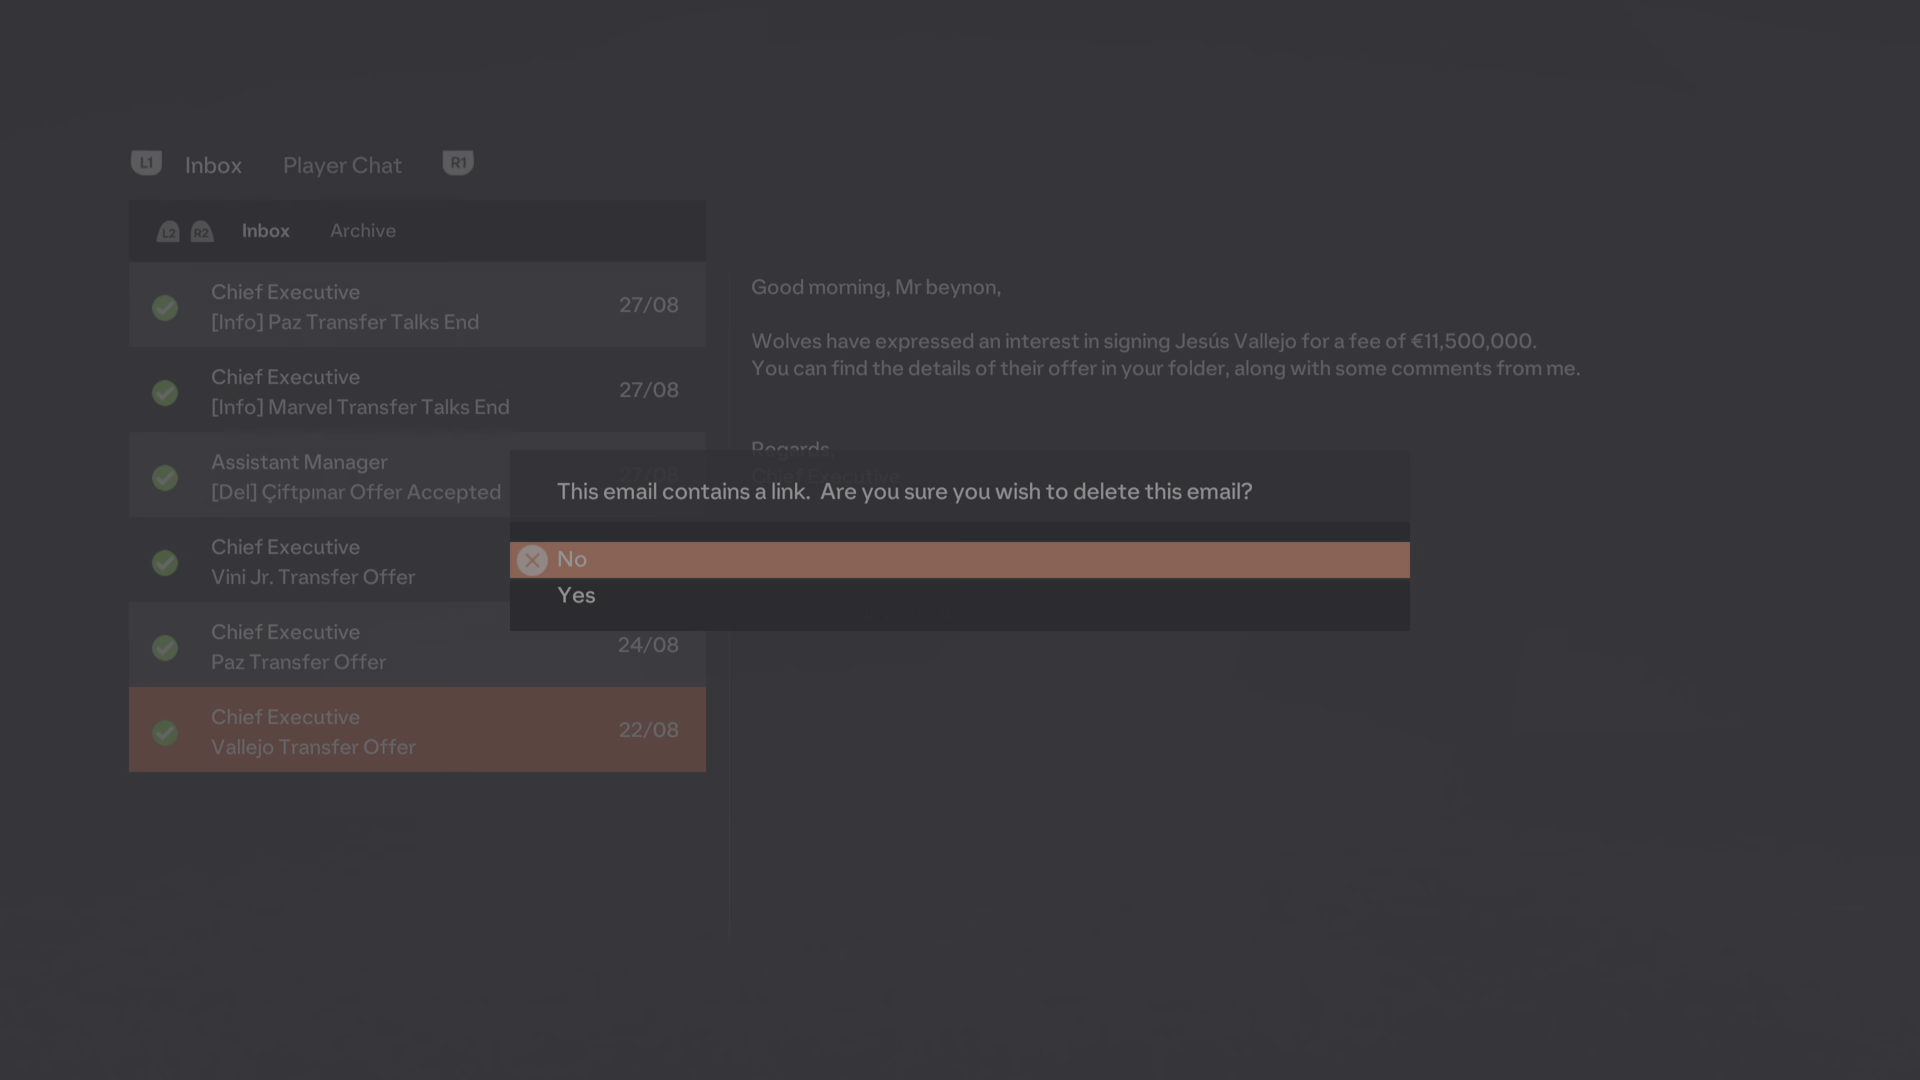 L1 Inbox Player Chat R1
L2 R2 Inbox Archive
Chief Executive
[Info] Paz Transfer Talks End
27/08
Chief Executive
[Info] Marvel Transfer Talks End
27/08
Assistant Manager
[Del] Çiftpınar Offer Accepted
27/08
Chief Executive
Vini Jr. Transfer Offer
Chief Executive
Paz Transfer Offer
24/08
Chief Executive
Vallejo Transfer Offer
22/08
Good morning, Mr beynon,
Wolves have expressed an interest in signing Jesús Vallejo for a fee of €11,500,000.
You can find the details of their offer in your folder, along with some comments from me.
Regards,
Chief Executive
This email contains a link.  Are you sure you wish to delete this email?
No
Yes